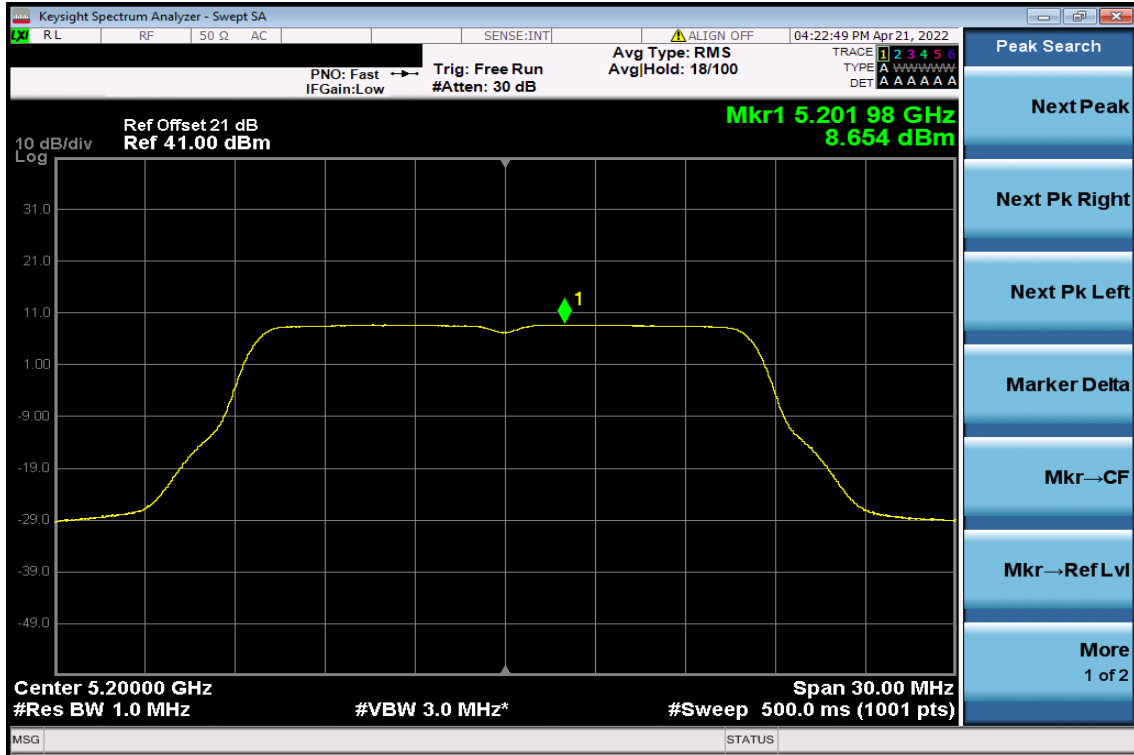 Keysight Spectrum Analyzer - Swept SA
LXI RL RF 50 Ω AC SENSE:INT ALIGN OFF 04:22:49 PM Apr 21, 2022
PNO: Fast Trig: Free Run Avg Type: RMS TRACE 1 2 3 4 5 6
IFGain:Low #Atten: 30 dB Avg|Hold: 18/100 TYPE A WWWWW
DET A A A A A A
Peak Search
Mkr1 5.201 98 GHz
8.654 dBm
Ref Offset 21 dB
10 dB/div Ref 41.00 dBm
Log
31.0
21.0
11.0
1
1.00
-9.00
-19.0
-29.0
-39.0
-49.0
Center 5.20000 GHz Span 30.00 MHz
#Res BW 1.0 MHz #VBW 3.0 MHz* #Sweep 500.0 ms (1001 pts)
MSG STATUS
Next Peak
Next Pk Right
Next Pk Left
Marker Delta
Mkr→CF
Mkr→Ref Lvl
More
1 of 2